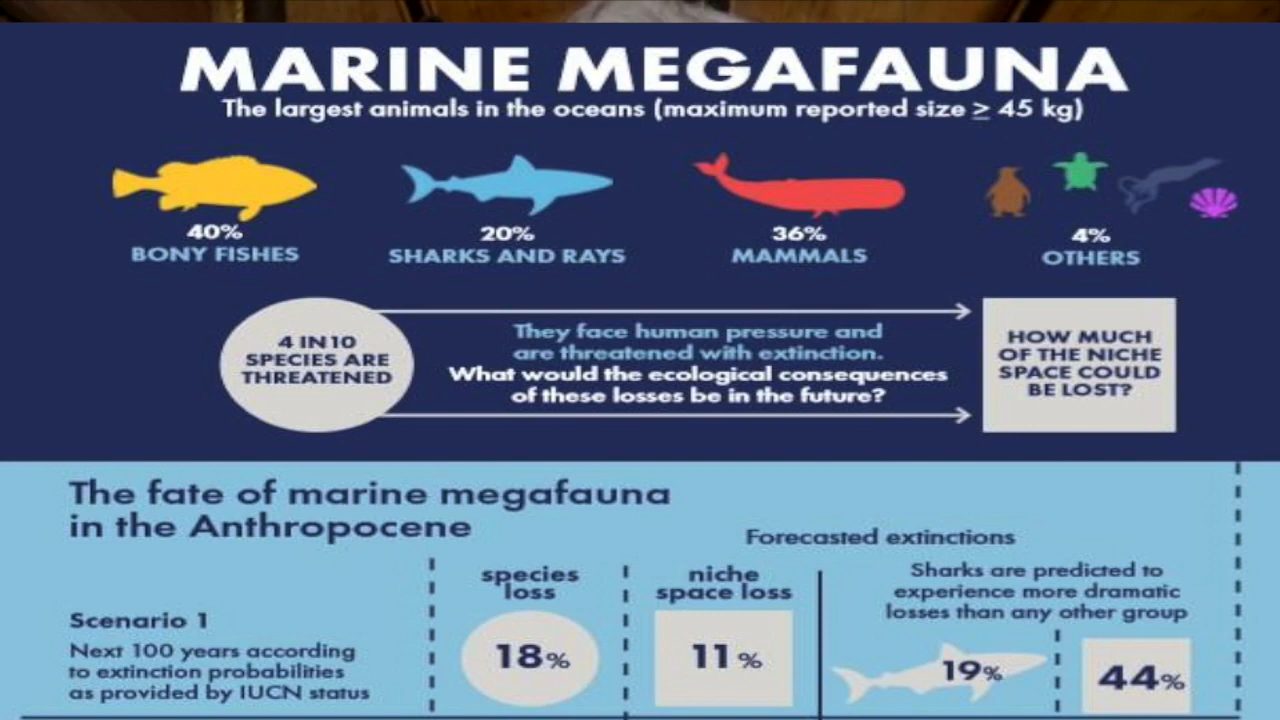 MARINE MEGAFAUNA
The largest animals in the oceans (maximum reported size ≥ 45 kg)
40%
BONY FISHES
20%
SHARKS AND RAYS
36%
MAMMALS
4%
OTHERS
4 IN 10
SPECIES ARE
THREATENED
They face human pressure and
are threatened with extinction.
What would the ecological consequences
of these losses be in the future?
HOW MUCH
OF THE NICHE
SPACE COULD
BE LOST?
The fate of marine megafauna
in the Anthropocene
Forecasted extinctions
species
loss
niche
space loss
Sharks are predicted to
experience more dramatic
losses than any other group
Scenario 1
Next 100 years according
to extinction probabilities
as provided by IUCN status
18%
11%
19%
44%